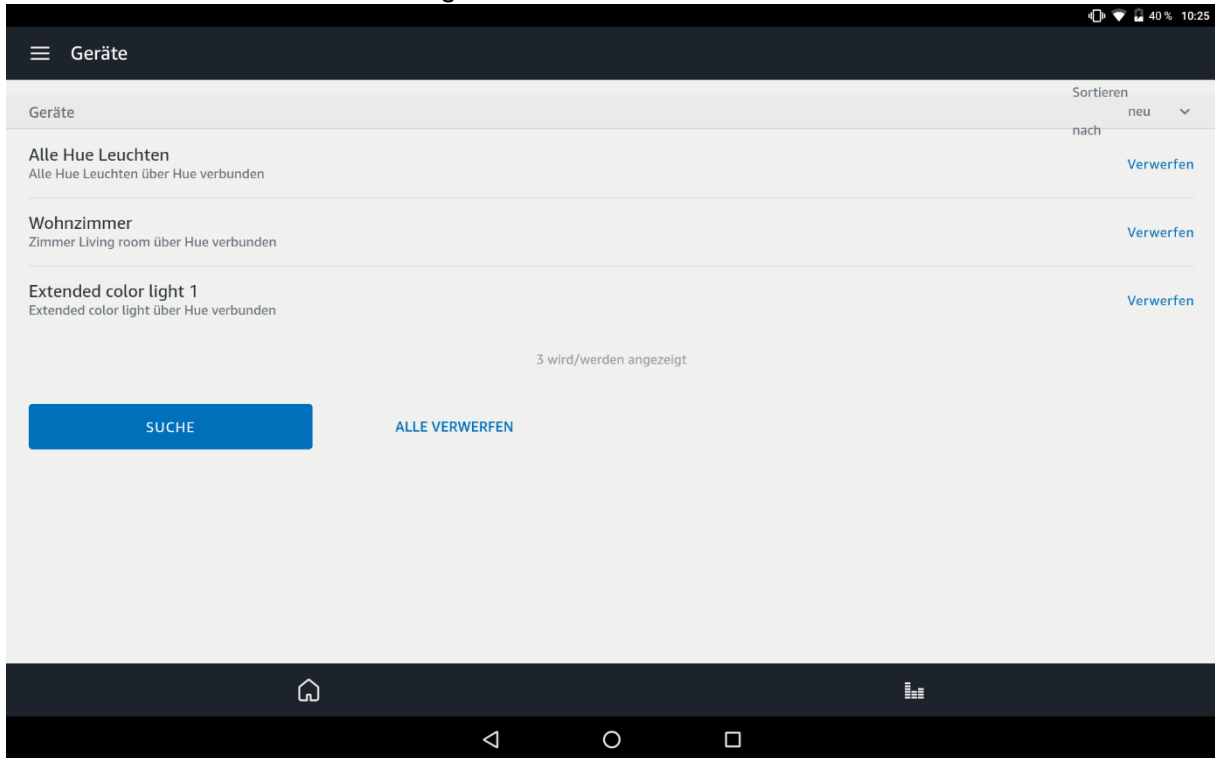 40 % 10:25
Geräte
Sortieren
Geräte
neu
nach
Alle Hue Leuchten
Alle Hue Leuchten über Hue verbunden
Verwerfen
Wohnzimmer
Zimmer Living room über Hue verbunden
Verwerfen
Extended color light 1
Extended color light über Hue verbunden
Verwerfen
3 wird/werden angezeigt
SUCHE
ALLE VERWERFEN